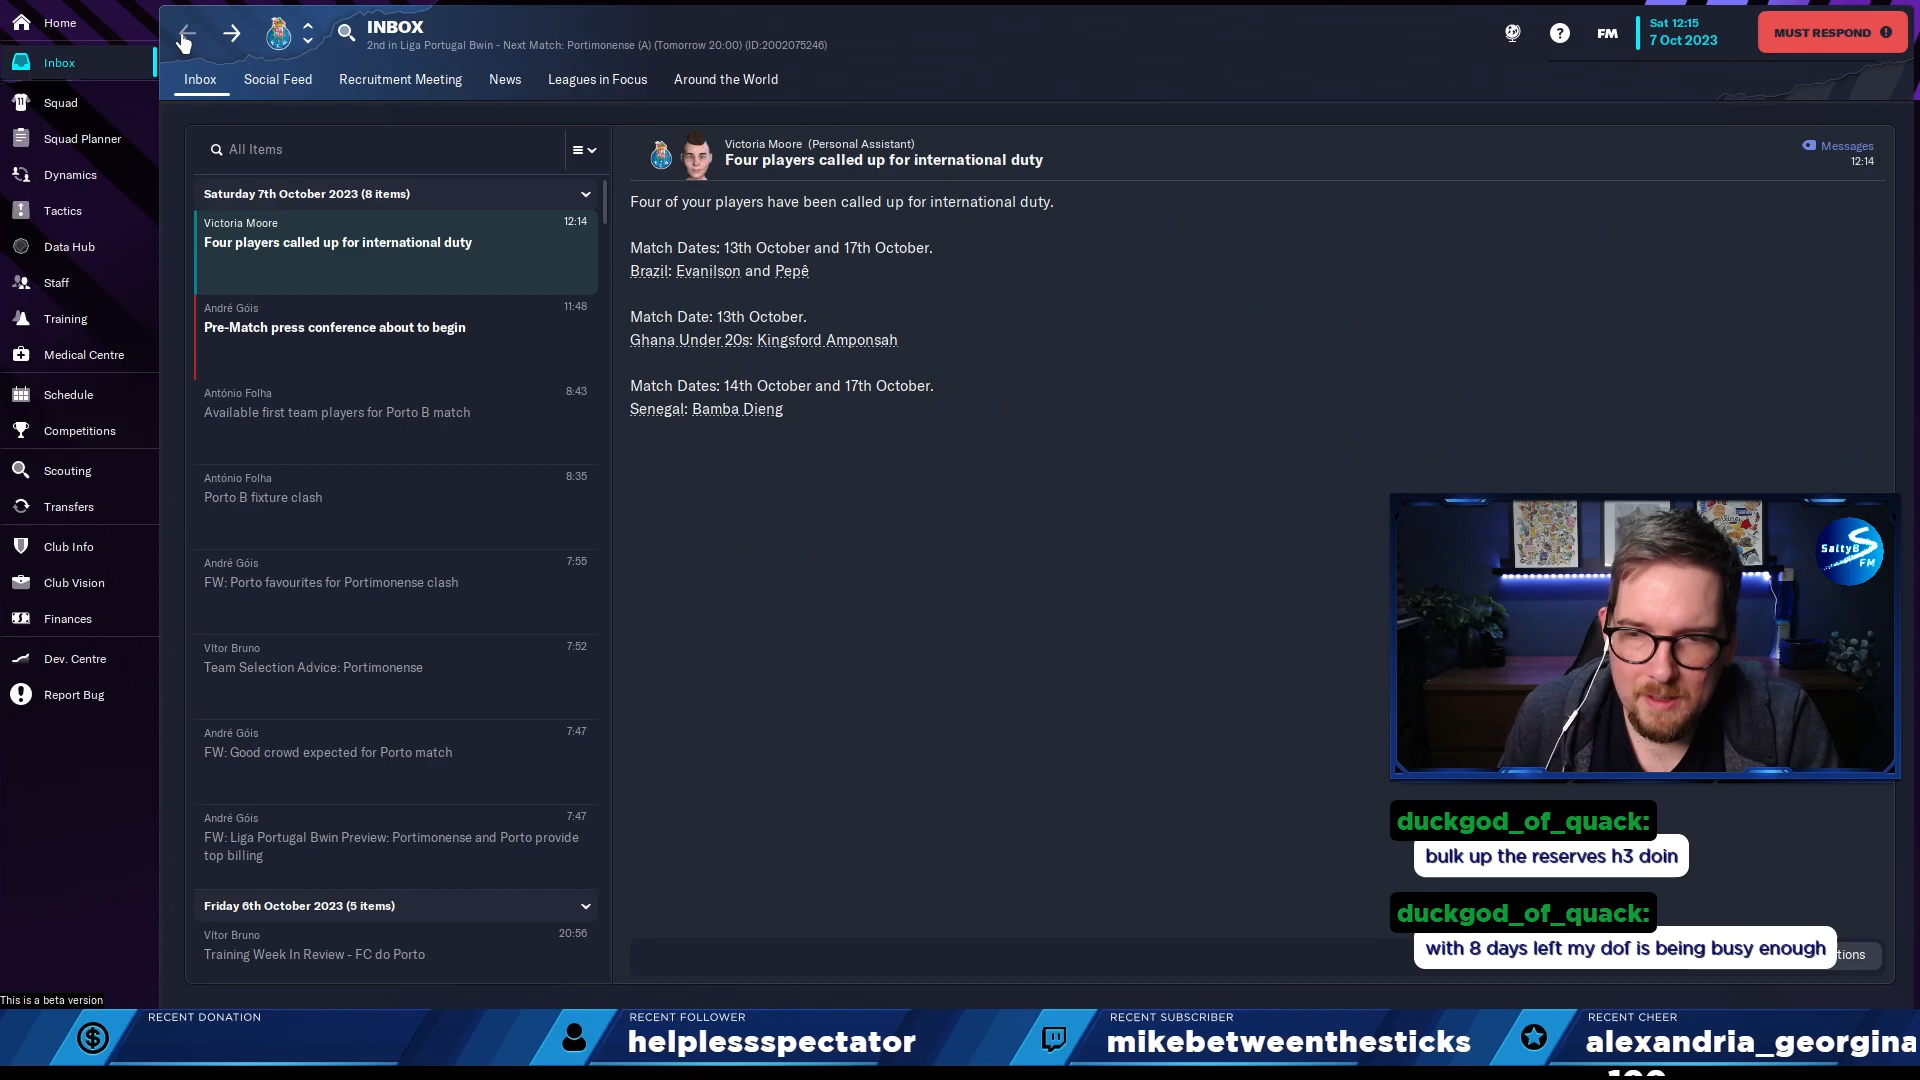 Home
Inbox
Squad
Squad Planner
Dynamics
Tactics
Data Hub
Staff
Training
Medical Centre
Schedule
Competitions
Scouting
Transfers
Club Info
Club Vision
Finances
Dev. Centre
Report Bug
This is a beta version
INBOX
2nd in Liga Portugal Bwin - Next Match: Portimonense (A) (Tomorrow 20:00) (ID:2002075246)
FM
Sat 12:15
7 Oct 2023
MUST RESPOND
Inbox Social Feed Recruitment Meeting News Leagues in Focus Around the World
All Items
Saturday 7th October 2023 (8 items)
Victoria Moore 12:14
Four players called up for international duty
André Góis 11:48
Pre-Match press conference about to begin
António Folha 8:43
Available first team players for Porto B match
António Folha 8:35
Porto B fixture clash
André Góis 7:55
FW: Porto favourites for Portimonense clash
Vítor Bruno 7:52
Team Selection Advice: Portimonense
André Góis 7:47
FW: Good crowd expected for Porto match
André Góis 7:47
FW: Liga Portugal Bwin Preview: Portimonense and Porto provide
top billing
Friday 6th October 2023 (5 items)
Vítor Bruno 20:56
Training Week In Review - FC do Porto
Victoria Moore (Personal Assistant)
Four players called up for international duty
Messages
12:14
Four of your players have been called up for international duty.
Match Dates: 13th October and 17th October.
Brazil: Evanilson and Pepê
Match Date: 13th October.
Ghana Under 20s: Kingsford Amponsah
Match Dates: 14th October and 17th October.
Senegal: Bamba Dieng
SaltyB
FM
duckgod_of_quack:
bulk up the reserves h3 doin
duckgod_of_quack:
with 8 days left my dof is being busy enough
tions
RECENT DONATION
RECENT FOLLOWER
helplessspectator
RECENT SUBSCRIBER
mikebetweenthesticks
RECENT CHEER
alexandria_georgina